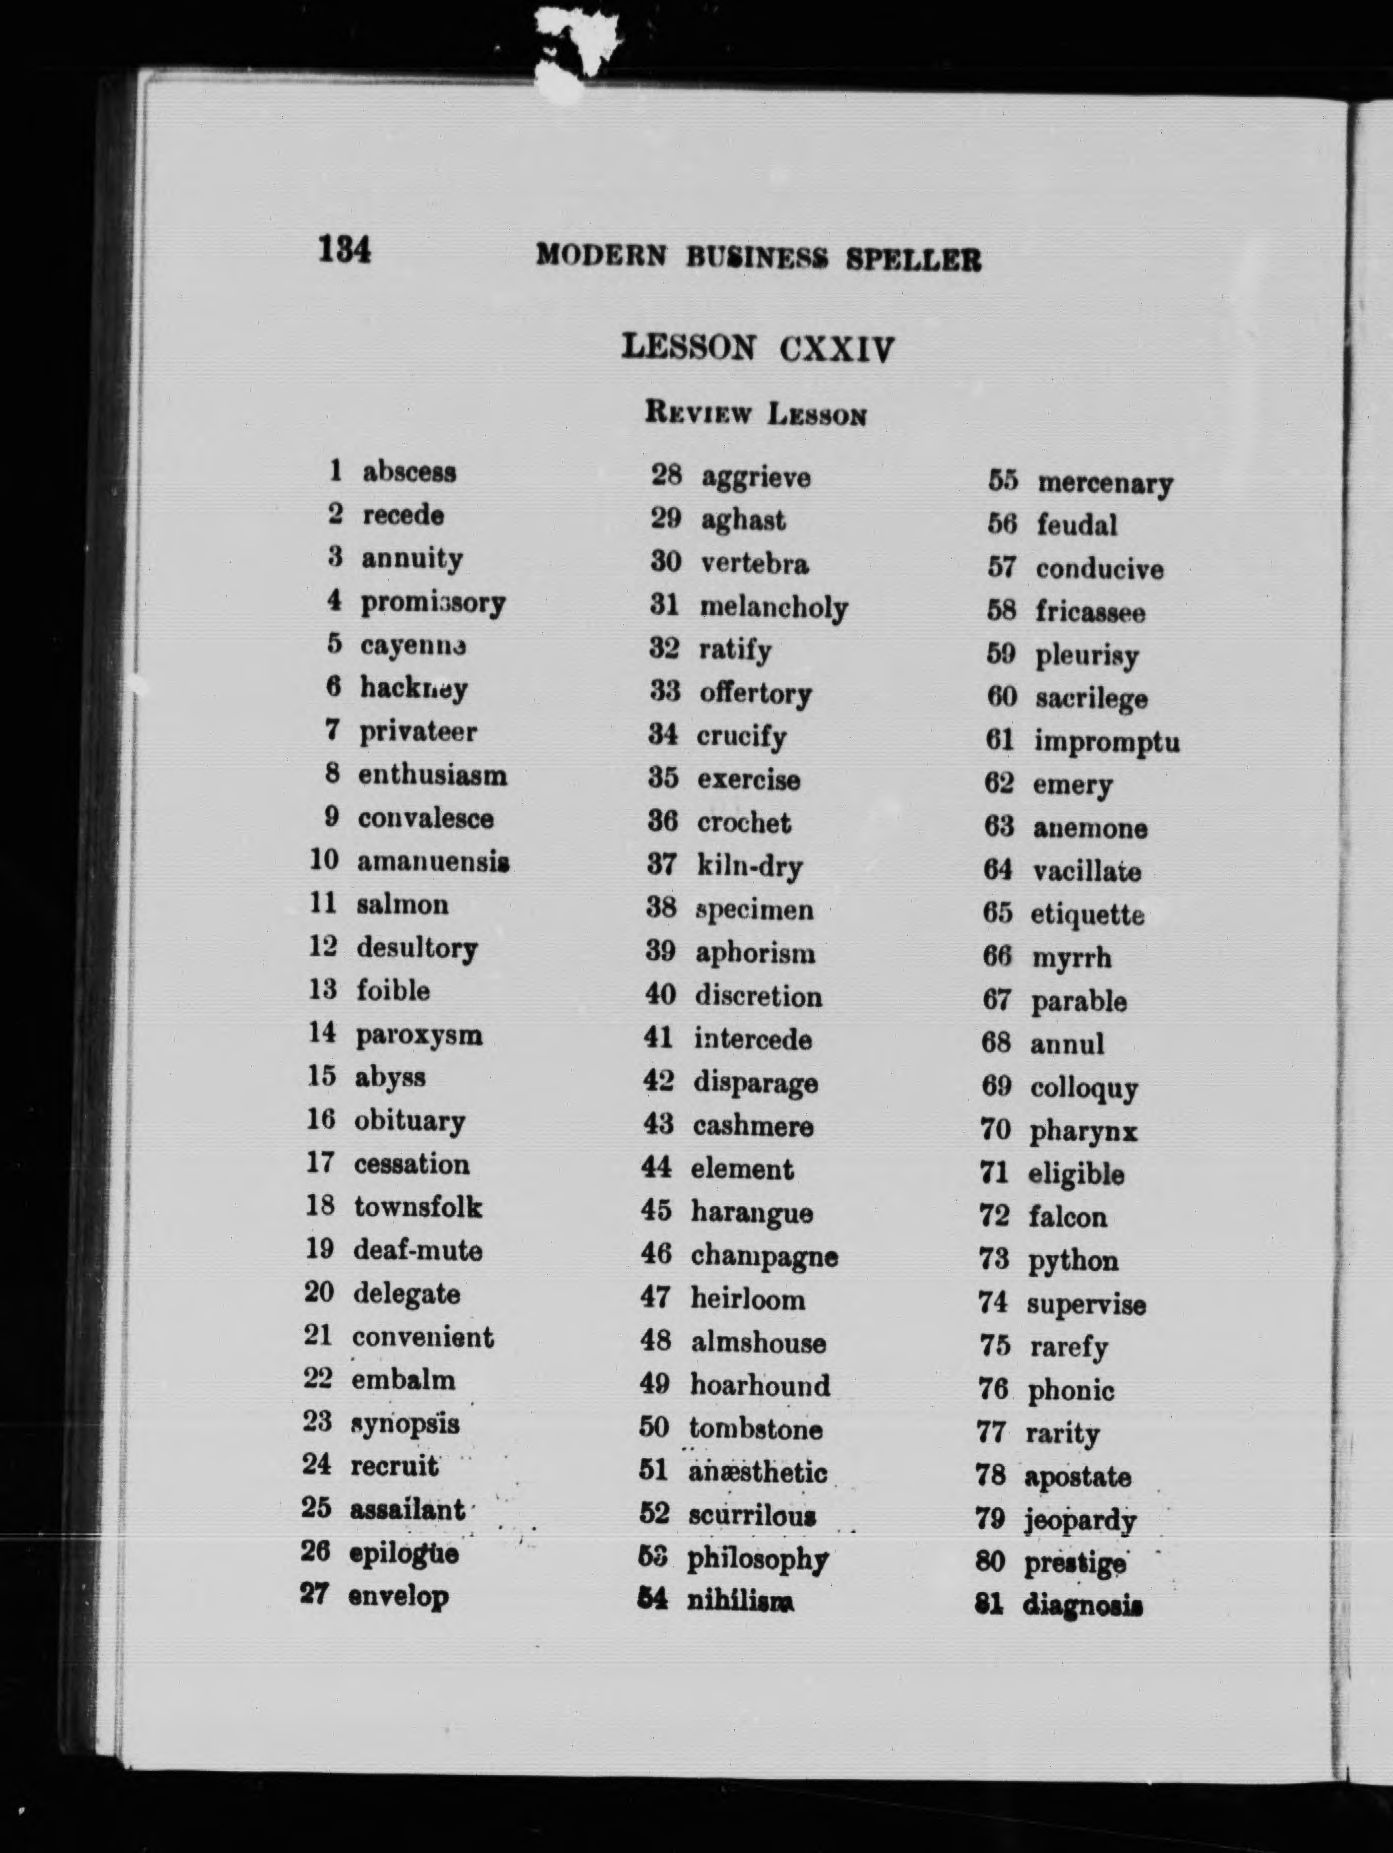 134 MODERN BUSINESS SPELLER
LESSON CXXIV
REVIEW LESSON
1 abscess
2 recede
3 annuity
4 promissory
5 cayenne
6 hackney
7 privateer
8 enthusiasm
9 convalesce
10 amanuensis
11 salmon
12 desultory
13 foible
14 paroxysm
15 abyss
16 obituary
17 cessation
18 townsfolk
19 deaf-mute
20 delegate
21 convenient
22 embalm
23 synopsis
24 recruit
25 assailant
26 epilogue
27 envelop
28 aggrieve
29 aghast
30 vertebra
31 melancholy
32 ratify
33 offertory
34 crucify
35 exercise
36 crochet
37 kiln-dry
38 specimen
39 aphorism
40 discretion
41 intercede
42 disparage
43 cashmere
44 element
45 harangue
46 champagne
47 heirloom
48 almshouse
49 hoarhound
50 tombstone
51 anæsthetic
52 scurrilous
53 philosophy
54 nihilism
55 mercenary
56 feudal
57 conducive
58 fricassee
59 pleurisy
60 sacrilege
61 impromptu
62 emery
63 anemone
64 vacillate
65 etiquette
66 myrrh
67 parable
68 annul
69 colloquy
70 pharynx
71 eligible
72 falcon
73 python
74 supervise
75 rarefy
76 phonic
77 rarity
78 apostate
79 jeopardy
80 prestige
81 diagnosis